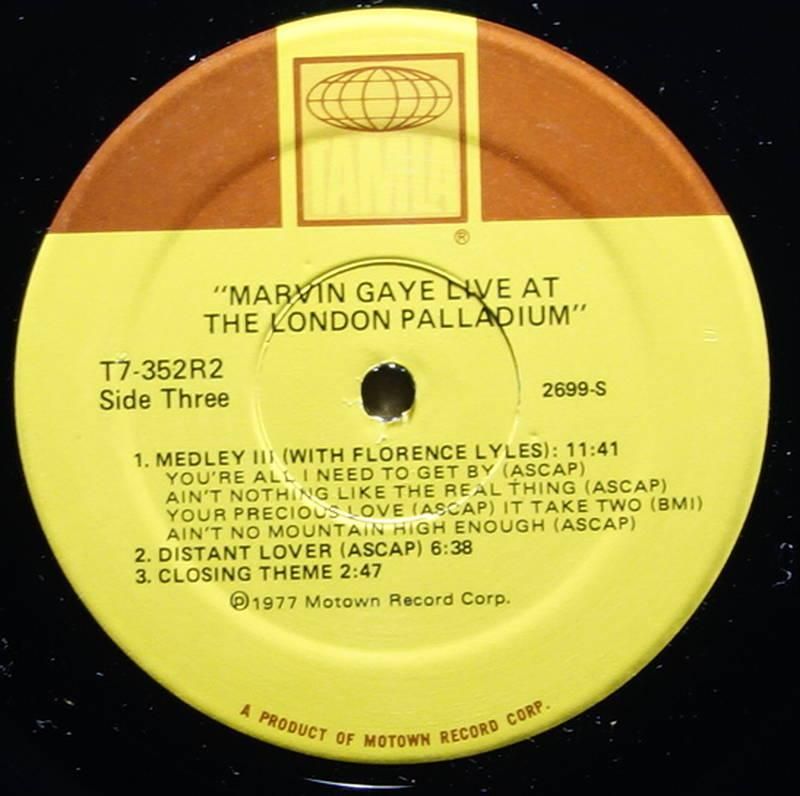 TAMLA
®
"MARVIN GAYE LIVE AT
THE LONDON PALLADIUM"
T7-352R2
Side Three
2699-S
1. MEDLEY III (WITH FLORENCE LYLES): 11:41
YOU'RE ALL I NEED TO GET BY (ASCAP)
AIN'T NOTHING LIKE THE REAL THING (ASCAP)
YOUR PRECIOUS LOVE (ASCAP) IT TAKE TWO (BMI)
AIN'T NO MOUNTAIN HIGH ENOUGH (ASCAP)
2. DISTANT LOVER (ASCAP) 6:38
3. CLOSING THEME 2:47
℗1977 Motown Record Corp.
A PRODUCT OF MOTOWN RECORD CORP.